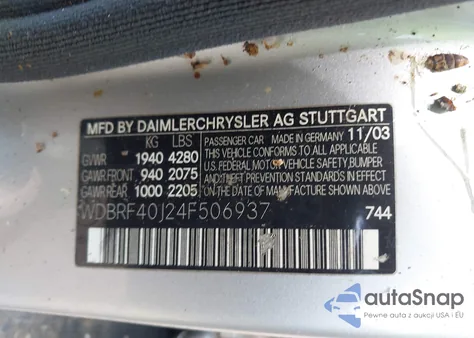 MFD BY DAIMLERCHRYSLER AG STUTTGART
KG LBS PASSENGER CAR MADE IN GERMANY 11/03
GVWR 1940 4280 THIS VEHICLE CONFORMS TO ALL APPLICABLE
GAWR FRONT 940 2075 U.S. FEDERAL MOTOR VEHICLE SAFETY, BUMPER
GAWR REAR 1000 2205 AND THEFT PREVENTION STANDARDS IN EFFECT
ON THE DATE OF MANUFACTURE SHOWN ABOVE.
WDBRF40J24F506937 744
autoSnap
Pewne auta z aukcji USA i EU